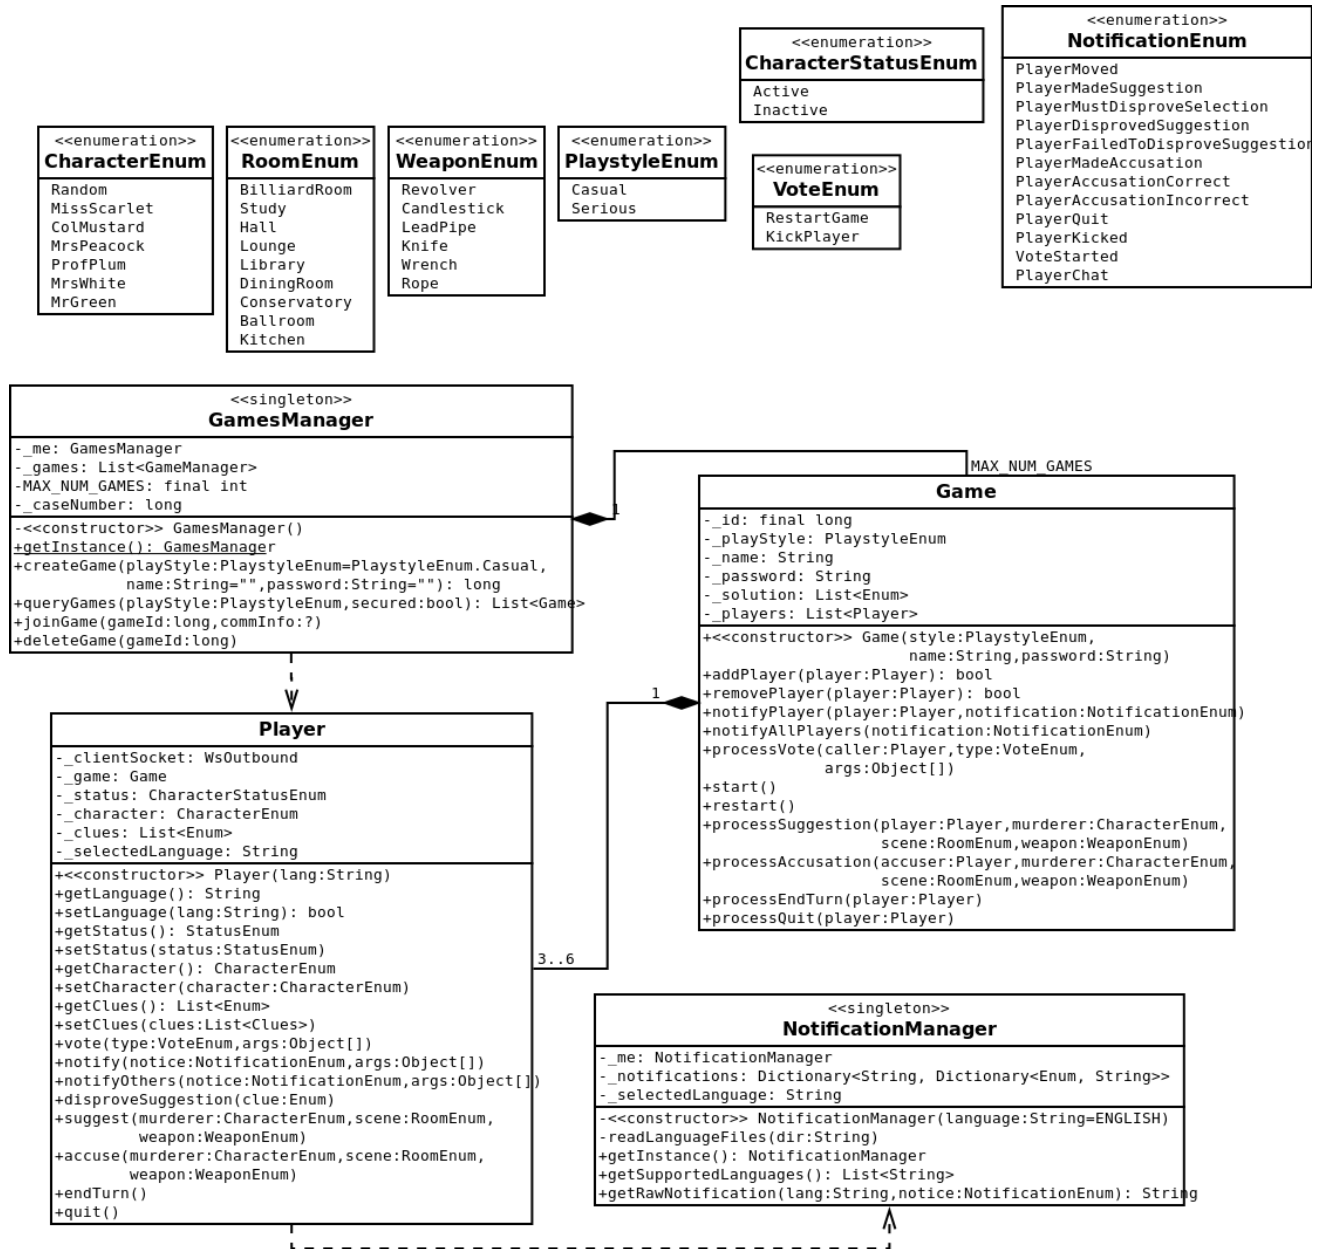 <<enumeration>>
CharacterEnum
Random
MissScarlet
ColMustard
MrsPeacock
ProfPlum
MrsWhite
MrGreen
<<enumeration>>
RoomEnum
BilliardRoom
Study
Hall
Lounge
Library
DiningRoom
Conservatory
Ballroom
Kitchen
<<enumeration>>
WeaponEnum
Revolver
Candlestick
LeadPipe
Knife
Wrench
Rope
<<enumeration>>
PlaystyleEnum
Casual
Serious
<<enumeration>>
CharacterStatusEnum
Active
Inactive
<<enumeration>>
VoteEnum
RestartGame
KickPlayer
<<enumeration>>
NotificationEnum
PlayerMoved
PlayerMadeSuggestion
PlayerMustDisproveSelection
PlayerDisprovedSuggestion
PlayerFailedToDisproveSuggestion
PlayerMadeAccusation
PlayerAccusationCorrect
PlayerAccusationIncorrect
PlayerQuit
PlayerKicked
VoteStarted
PlayerChat
<<singleton>>
GamesManager
-_me: GamesManager
-_games: List<GameManager>
-MAX_NUM_GAMES: final int
-_caseNumber: long
-<<constructor>> GamesManager()
+getInstance(): GamesManager
+createGame(playStyle:PlaystyleEnum=PlaystyleEnum.Casual,
name:String="",password:String=""): long
+queryGames(playStyle:PlaystyleEnum,secured:bool): List<Game>
+joinGame(gameId:long,commInfo:?)
+deleteGame(gameId:long)
1
MAX_NUM_GAMES
Game
-_id: final long
-_playStyle: PlaystyleEnum
-_name: String
-_password: String
-_solution: List<Enum>
-_players: List<Player>
+<<constructor>> Game(style:PlaystyleEnum,
name:String,password:String)
+addPlayer(player:Player): bool
+removePlayer(player:Player): bool
+notifyPlayer(player:Player,notification:NotificationEnum)
+notifyAllPlayers(notification:NotificationEnum)
+processVote(caller:Player,type:VoteEnum,
args:Object[])
+start()
+restart()
+processSuggestion(player:Player,murderer:CharacterEnum,
scene:RoomEnum,weapon:WeaponEnum)
+processAccusation(accuser:Player,murderer:CharacterEnum,
scene:RoomEnum,weapon:WeaponEnum)
+processEndTurn(player:Player)
+processQuit(player:Player)
1
3..6
Player
-_clientSocket: WsOutbound
-_game: Game
-_status: CharacterStatusEnum
-_character: CharacterEnum
-_clues: List<Enum>
-_selectedLanguage: String
+<<constructor>> Player(lang:String)
+getLanguage(): String
+setLanguage(lang:String): bool
+getStatus(): StatusEnum
+setStatus(status:StatusEnum)
+getCharacter(): CharacterEnum
+setCharacter(character:CharacterEnum)
+getClues(): List<Enum>
+setClues(clues:List<Clues>)
+vote(type:VoteEnum,args:Object[])
+notify(notice:NotificationEnum,args:Object[])
+notifyOthers(notice:NotificationEnum,args:Object[])
+disproveSuggestion(clue:Enum)
+suggest(murderer:CharacterEnum,scene:RoomEnum,
weapon:WeaponEnum)
+accuse(murderer:CharacterEnum,scene:RoomEnum,
weapon:WeaponEnum)
+endTurn()
+quit()
<<singleton>>
NotificationManager
-_me: NotificationManager
-_notifications: Dictionary<String, Dictionary<Enum, String>>
-_selectedLanguage: String
-<<constructor>> NotificationManager(language:String=ENGLISH)
-readLanguageFiles(dir:String)
+getInstance(): NotificationManager
+getSupportedLanguages(): List<String>
+getRawNotification(lang:String,notice:NotificationEnum): String